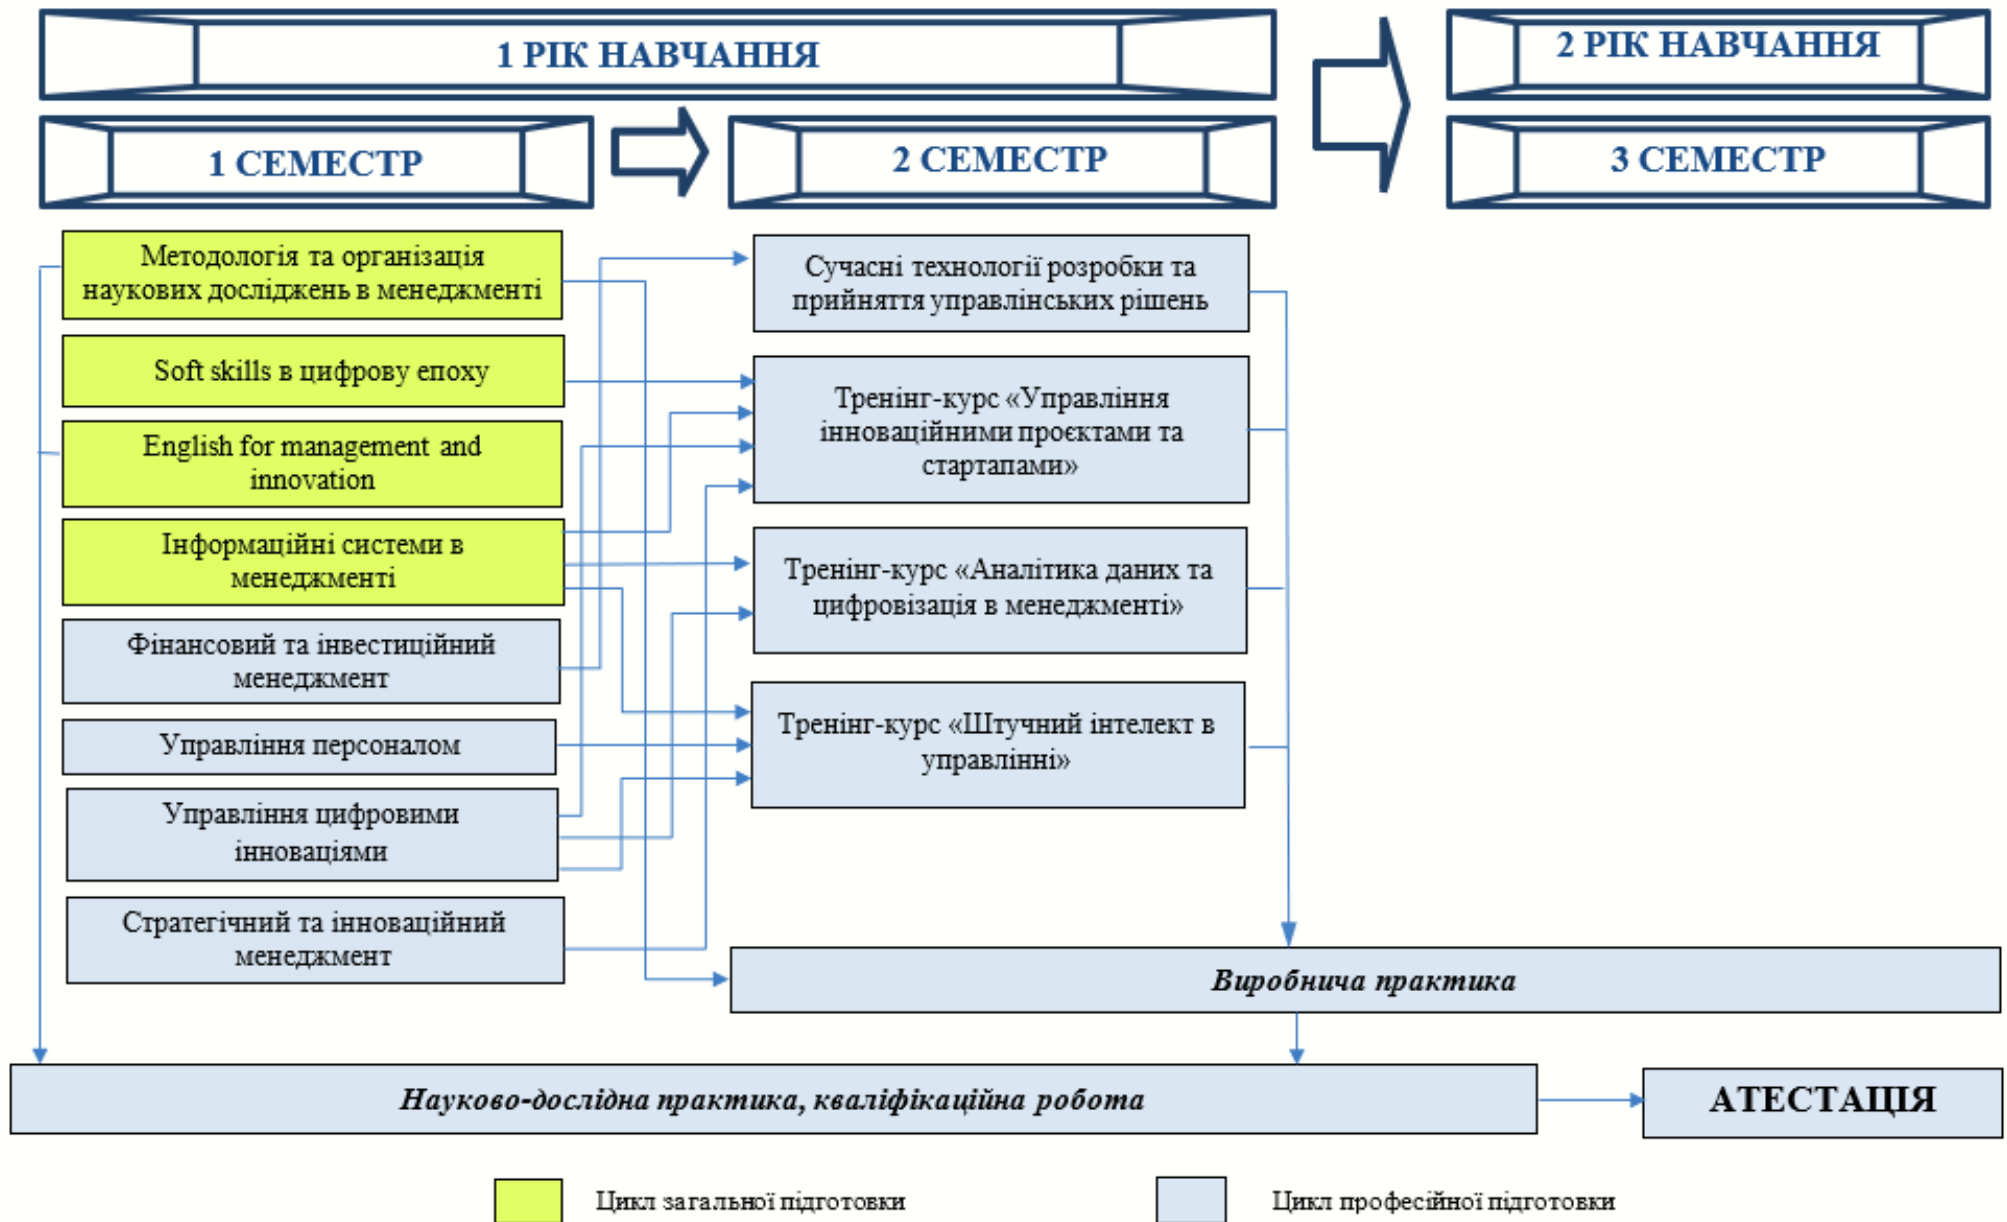 1 РІК НАВЧАННЯ
2 РІК НАВЧАННЯ
1 СЕМЕСТР
2 СЕМЕСТР
3 СЕМЕСТР
Методологія та організація
наукових досліджень в менеджменті
Soft skills в цифрову епоху
English for management and
innovation
Інформаційні системи в
менеджменті
Фінансовий та інвестиційний
менеджмент
Управління персоналом
Управління цифровими
інноваціями
Стратегічний та інноваційний
менеджмент
Сучасні технології розробки та
прийняття управлінських рішень
Тренінг-курс «Управління
інноваційними проєктами та
стартапами»
Тренінг-курс «Аналітика даних та
цифровізація в менеджменті»
Тренінг-курс «Штучний інтелект в
управлінні»
Виробнича практика
Науково-дослідна практика, кваліфікаційна робота
АТЕСТАЦІЯ
Цикл загальної підготовки
Цикл професійної підготовки